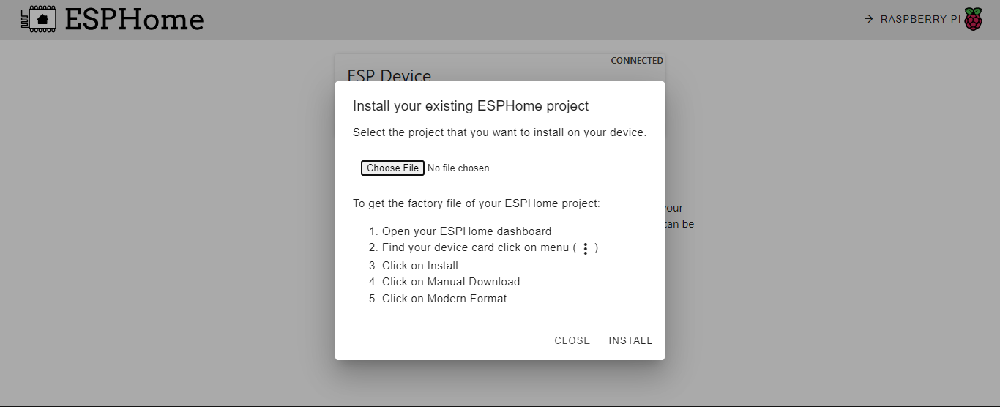 ESPHome
→ RASPBERRY PI
CONNECTED
ESP Device
Install your existing ESPHome project
Select the project that you want to install on your device.
Choose File No file chosen
To get the factory file of your ESPHome project:
your
can be
1. Open your ESPHome dashboard
2. Find your device card click on menu ( ⋮ )
3. Click on Install
4. Click on Manual Download
5. Click on Modern Format
CLOSE INSTALL